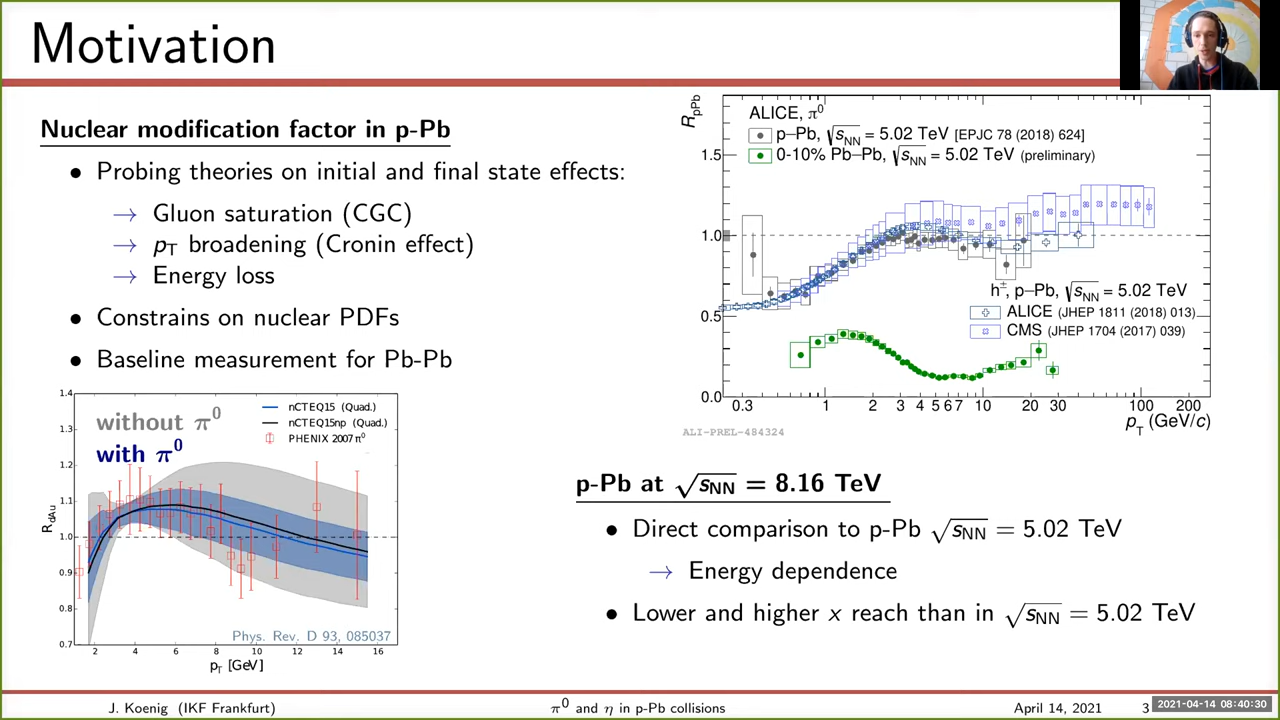 Motivation
Nuclear modification factor in p-Pb
• Probing theories on initial and final state effects:
→ Gluon saturation (CGC)
→ pT broadening (Cronin effect)
→ Energy loss
• Constrains on nuclear PDFs
• Baseline measurement for Pb-Pb
RpPb
ALICE, π⁰
p–Pb, √sNN = 5.02 TeV [EPJC 78 (2018) 624]
0-10% Pb–Pb, √sNN = 5.02 TeV (preliminary)
1.5
1.0
0.5
0.0
h±, p–Pb, √sNN = 5.02 TeV
ALICE (JHEP 1811 (2018) 013)
CMS (JHEP 1704 (2017) 039)
0.3 1 2 3 4 5 6 7 10 20 30 100 200
pT (GeV/c)
ALI-PREL-484324
1.4
1.3
1.2
1.1
1.0
0.9
0.8
0.7
RdAu
without π⁰
with π⁰
nCTEQ15 (Quad.)
nCTEQ15np (Quad.)
PHENIX 2007 π⁰
Phys. Rev. D 93, 085037
2 4 6 8 10 12 14 16
pT [GeV]
p-Pb at √sNN = 8.16 TeV
• Direct comparison to p-Pb √sNN = 5.02 TeV
→ Energy dependence
• Lower and higher x reach than in √sNN = 5.02 TeV
J. Koenig (IKF Frankfurt) π⁰ and η in p-Pb collisions April 14, 2021 3
2021-04-14 08:40:30